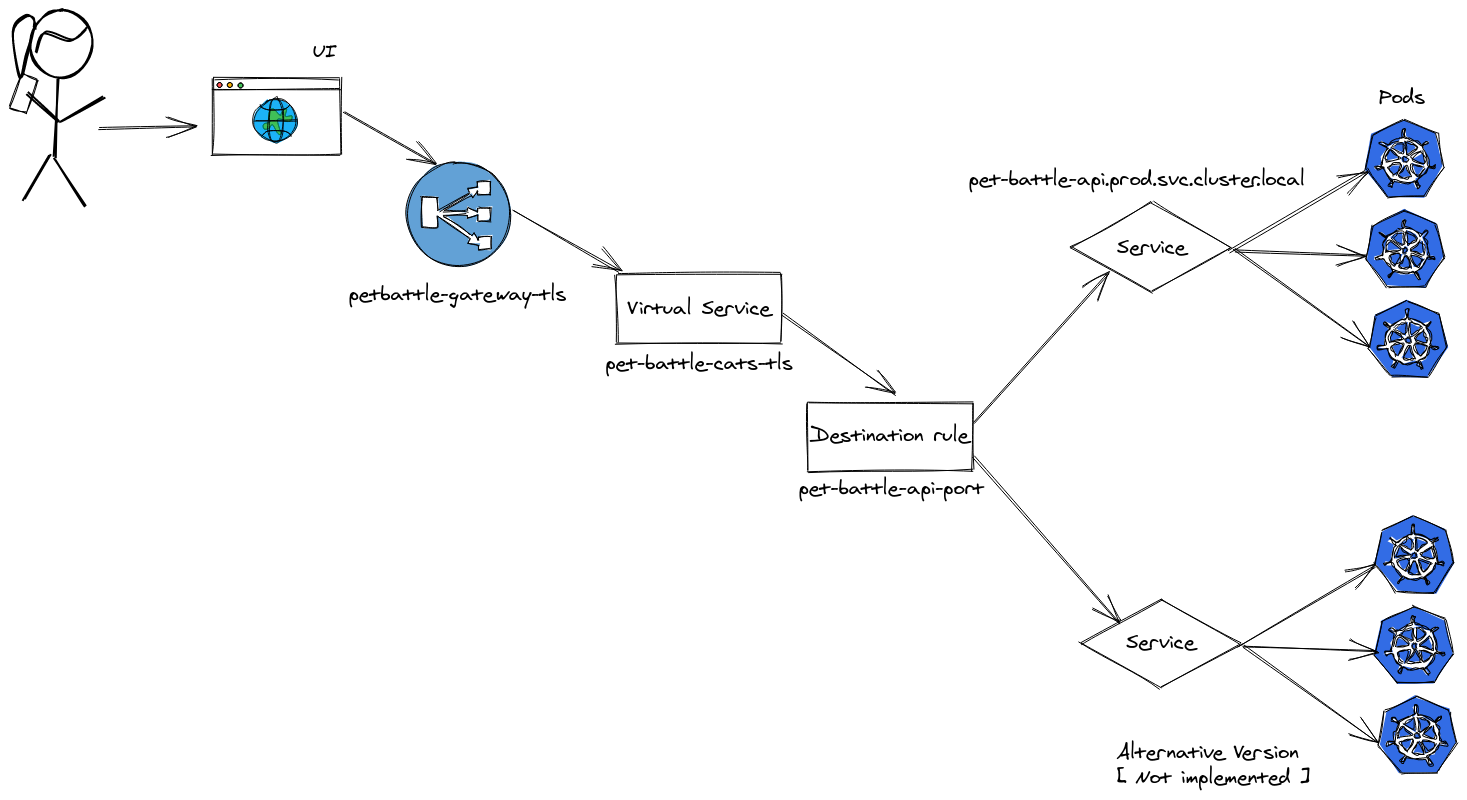 UI
Pods
pet-battle-api.prod.svc.cluster.local
Service
petbattle-gateway-tls
Virtual Service
pet-battle-cats-tls
Destination rule
pet-battle-api-port
Service
Alternative Version
[ Not implemented ]